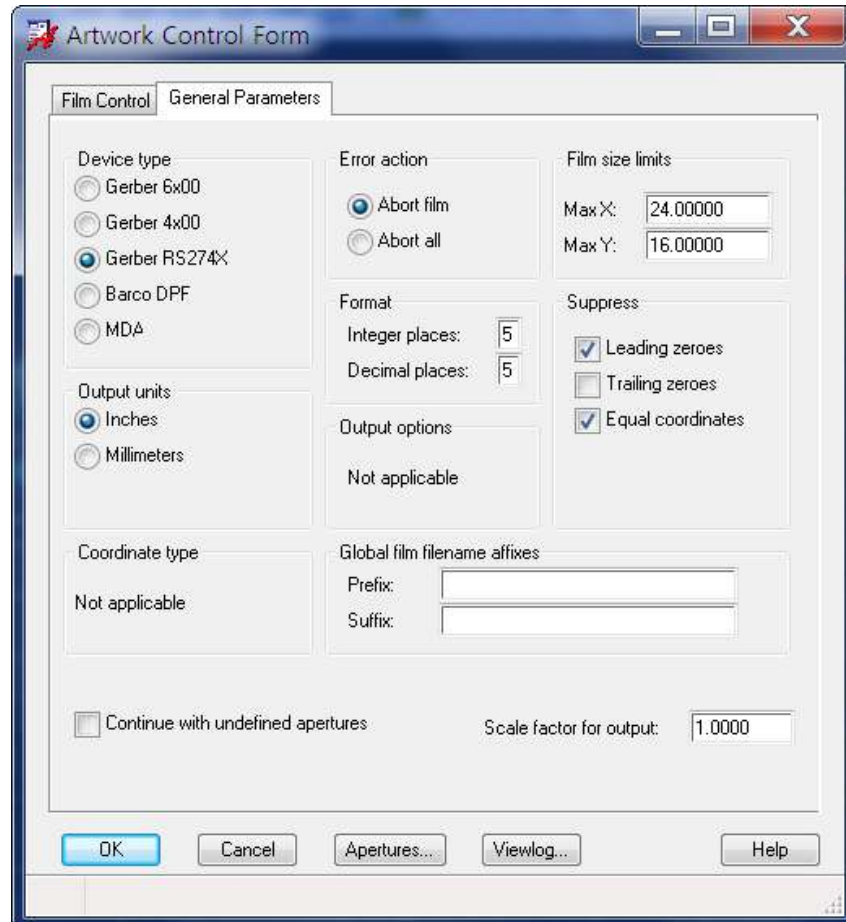 Artwork Control Form
Film Control
General Parameters
Device type
Gerber 6x00
Gerber 4x00
Gerber RS274X
Barco DPF
MDA
Error action
Abort film
Abort all
Film size limits
Max X: 24.00000
Max Y: 16.00000
Format
Integer places: 5
Decimal places: 5
Suppress
Leading zeroes
Trailing zeroes
Equal coordinates
Output units
Inches
Millimeters
Output options
Not applicable
Coordinate type
Not applicable
Global film filename affixes
Prefix:
Suffix:
Continue with undefined apertures
Scale factor for output: 1.0000
OK
Cancel
Apertures...
Viewlog...
Help